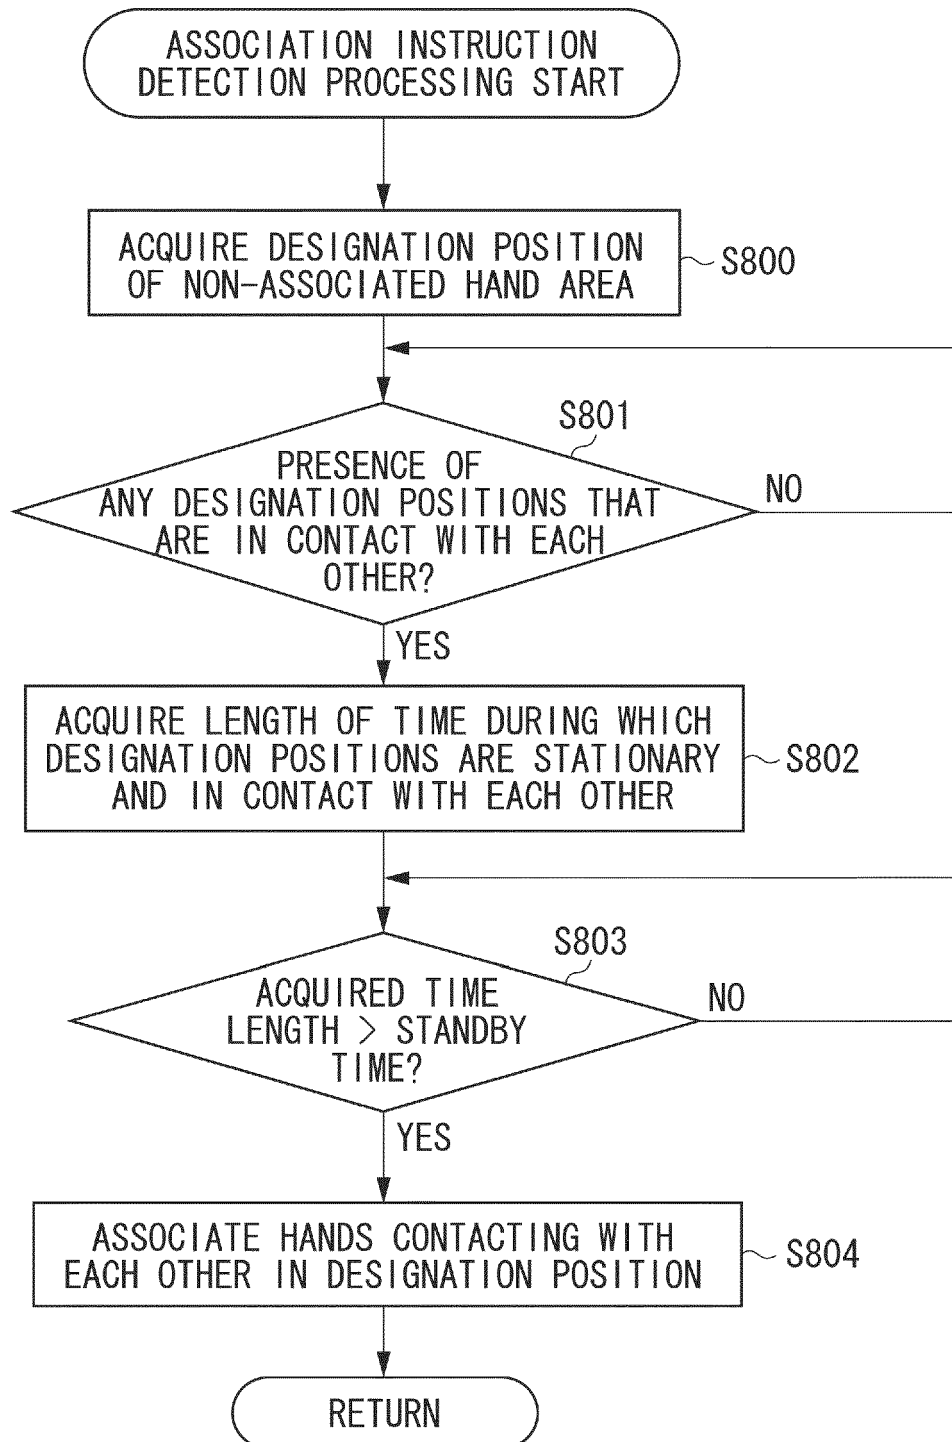 ASSOCIATION INSTRUCTION
DETECTION PROCESSING START
ACQUIRE DESIGNATION POSITION
OF NON-ASSOCIATED HAND AREA
S800
S801
PRESENCE OF
ANY DESIGNATION POSITIONS THAT
ARE IN CONTACT WITH EACH
OTHER?
NO
YES
ACQUIRE LENGTH OF TIME DURING WHICH
DESIGNATION POSITIONS ARE STATIONARY
AND IN CONTACT WITH EACH OTHER
S802
S803
ACQUIRED TIME
LENGTH > STANDBY
TIME?
NO
YES
ASSOCIATE HANDS CONTACTING WITH
EACH OTHER IN DESIGNATION POSITION
S804
RETURN